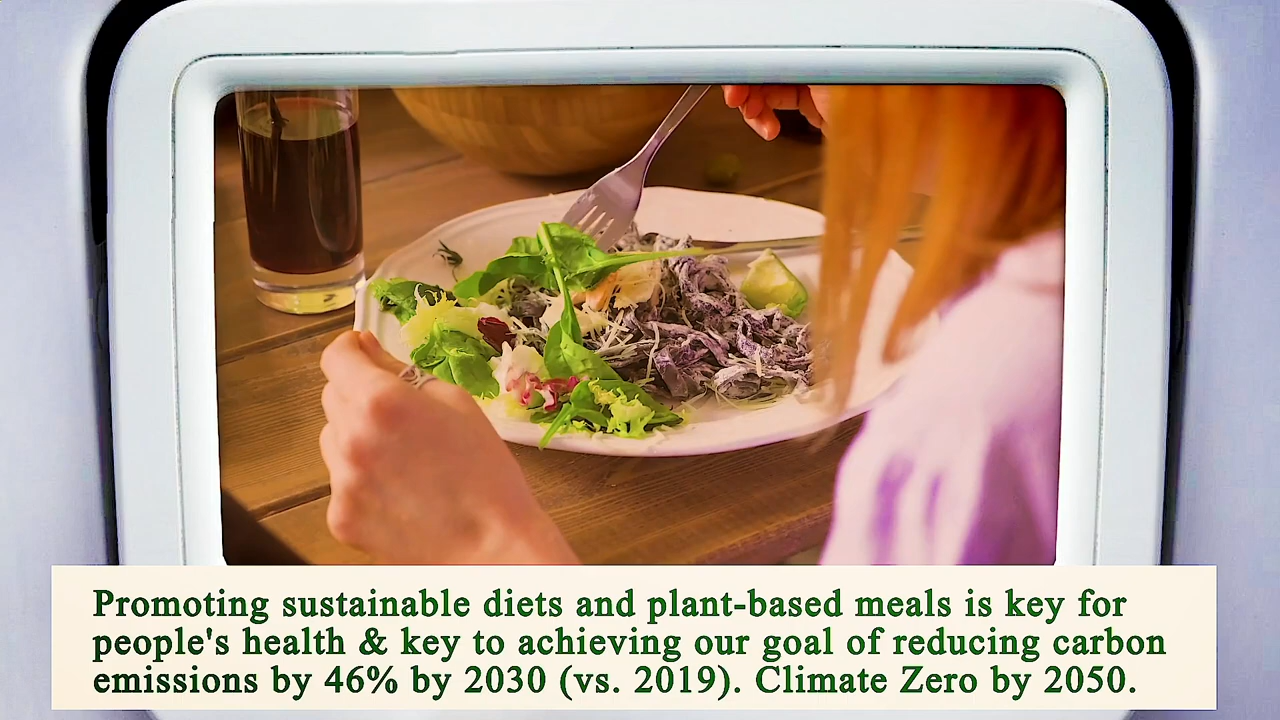 Promoting sustainable diets and plant-based meals is key for
people's health & key to achieving our goal of reducing carbon
emissions by 46% by 2030 (vs. 2019). Climate Zero by 2050.